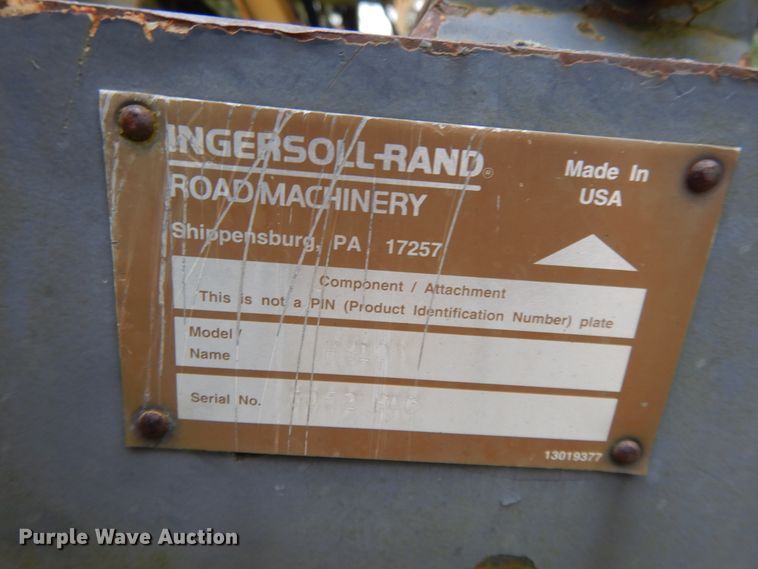 INGERSOLL-RAND®
ROAD MACHINERY
Shippensburg, PA 17257
Made In
USA
Component / Attachment
This is not a PIN (Product Identification Number) plate
Model /
Name
Serial No.
13019377
Purple Wave Auction